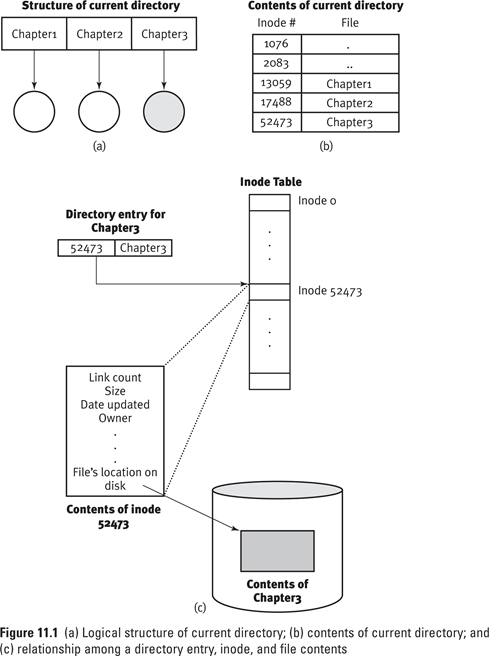 Structure of current directory
Chapter1 Chapter2 Chapter3
(a)
Contents of current directory
Inode # File
1076 .
2083 ..
13059 Chapter1
17488 Chapter2
52473 Chapter3
(b)
Inode Table
Inode 0
Directory entry for
Chapter3
52473 Chapter3
.
.
.
Inode 52473
.
.
.
Link count
Size
Date updated
Owner
.
.
.
File's location on
disk
Contents of inode
52473
Contents of
Chapter3
(c)
Figure 11.1 (a) Logical structure of current directory; (b) contents of current directory; and
(c) relationship among a directory entry, inode, and file contents